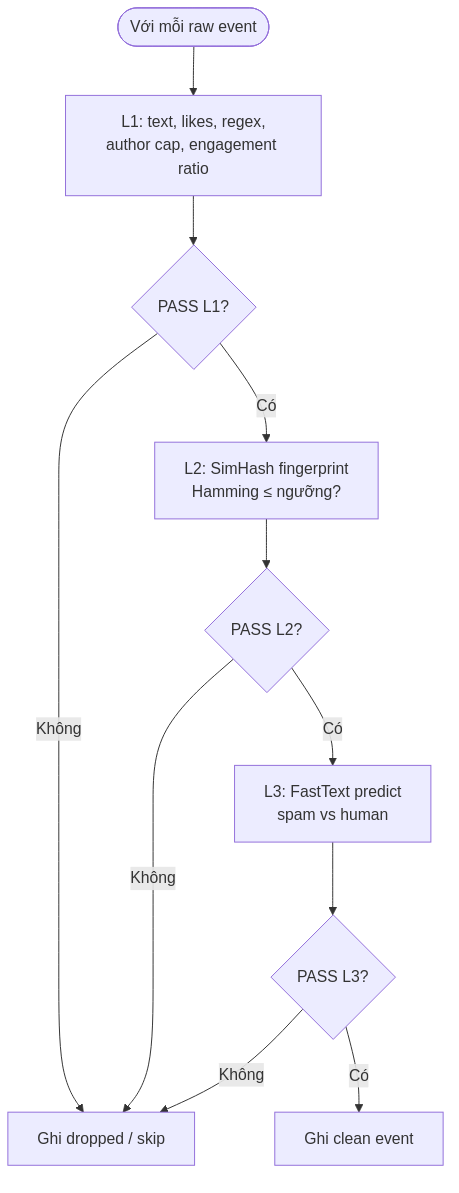 Với mỗi raw event
L1: text, likes, regex,
author cap, engagement
ratio
PASS L1?
Có
L2: SimHash fingerprint
Hamming ≤ ngưỡng?
PASS L2?
Không
Có
L3: FastText predict
spam vs human
Không
PASS L3?
Không
Có
Ghi dropped / skip
Ghi clean event